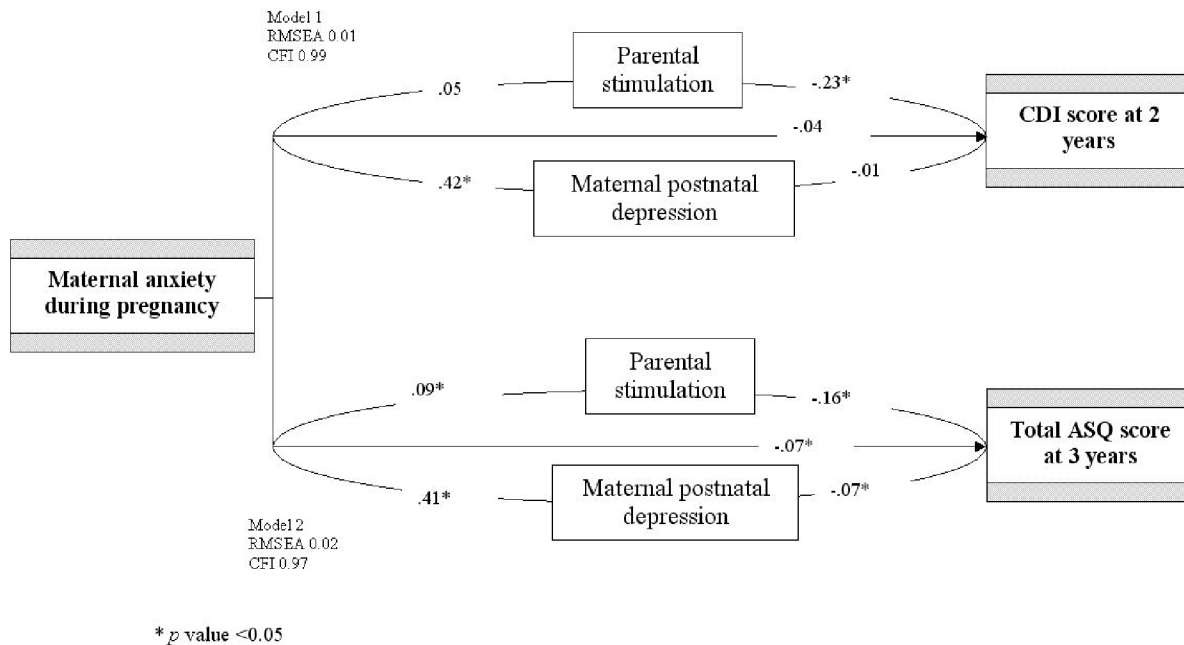 Model 1
RMSEA 0.01
CFI 0.99
Parental
stimulation
.05
-.23*
CDI score at 2
years
-.04
.42*
Maternal postnatal
depression
-.01
Maternal anxiety
during pregnancy
Parental
stimulation
.09*
-.16*
Total ASQ score
at 3 years
-.07*
.41*
Maternal postnatal
depression
-.07*
Model 2
RMSEA 0.02
CFI 0.97
* p value <0.05